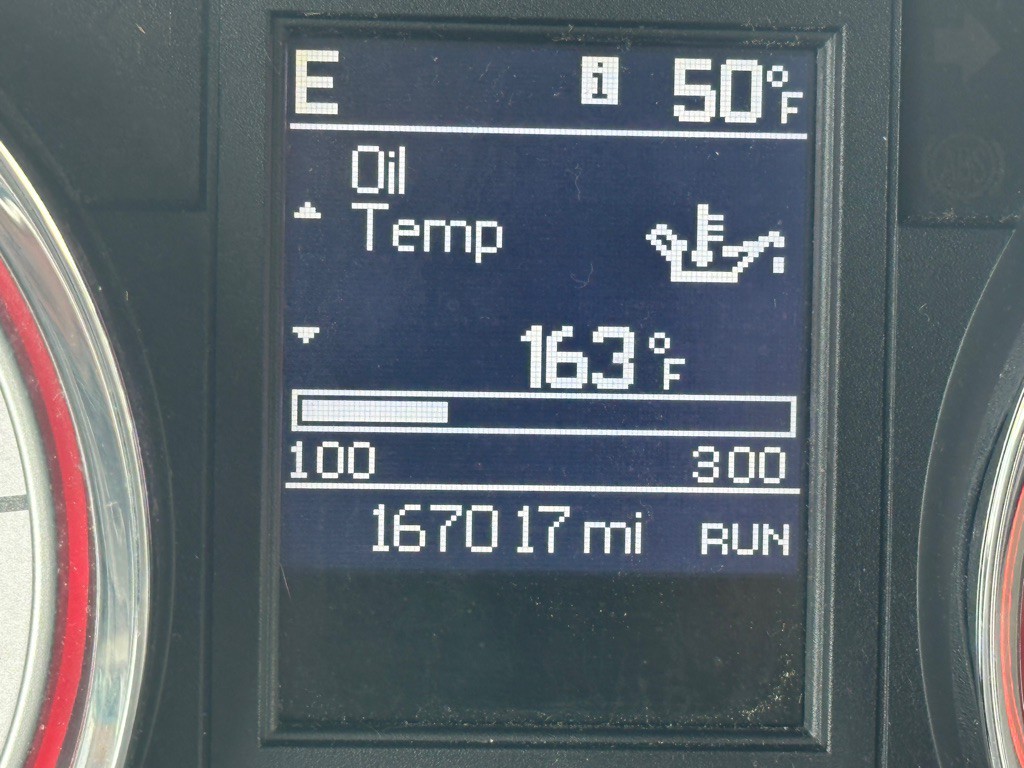 E i 50°F
Oil
Temp
163°F
100 300
167017 mi RUN